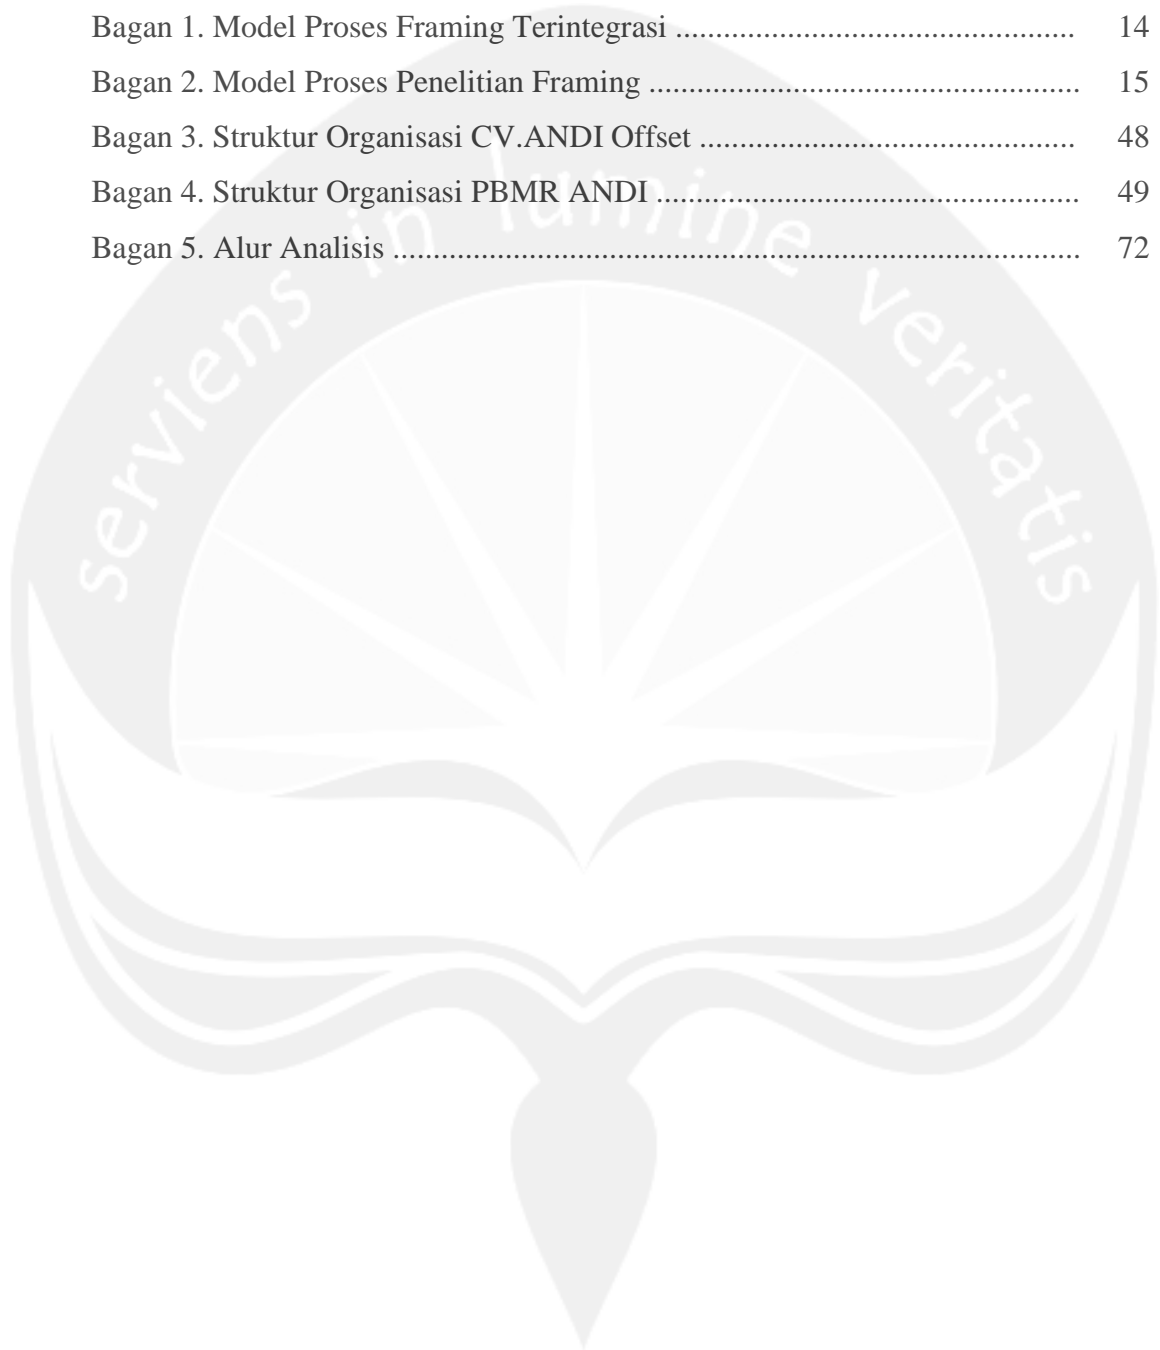 Bagan 1. Model Proses Framing Terintegrasi .................................................. 14
Bagan 2. Model Proses Penelitian Framing ...................................................... 15
Bagan 3. Struktur Organisasi CV.ANDI Offset ............................................... 48
Bagan 4. Struktur Organisasi PBMR ANDI ..................................................... 49
Bagan 5. Alur Analisis ...................................................................................... 72
serviens in lumine veritatis